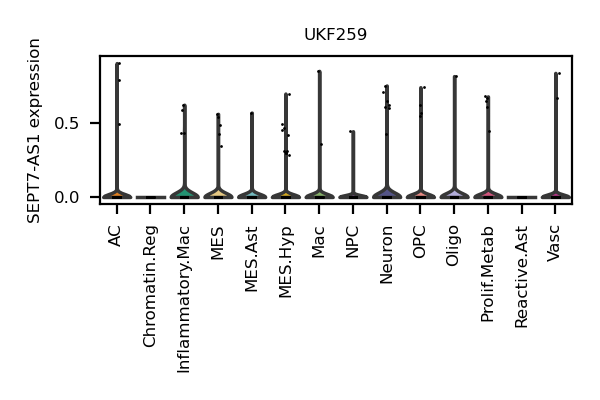 UKF259
SEPT7-AS1 expression
0.5
0.0
AC
Chromatin.Reg
Inflammatory.Mac
MES
MES.Ast
MES.Hyp
Mac
NPC
Neuron
OPC
Oligo
Prolif.Metab
Reactive.Ast
Vasc